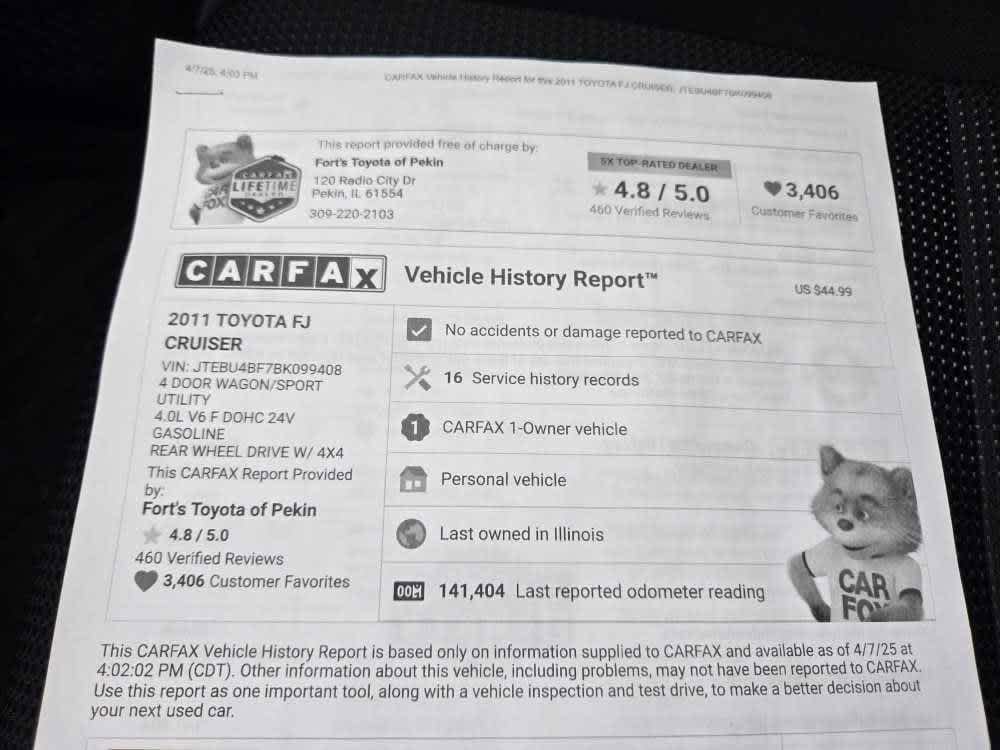 4/7/25, 4:03 PM
CARFAX Vehicle History Report for this 2011 TOYOTA FJ CRUISER: JTEBU4BF7BK099408
This report provided free of charge by:
Fort's Toyota of Pekin
120 Radio City Dr
Pekin, IL 61554
309-220-2103
CARFAX
LIFETIME
DEALER
CAR
FOX
5X TOP-RATED DEALER
4.8 / 5.0
460 Verified Reviews
3,406
Customer Favorites
CARFAX
Vehicle History Report™
US $44.99
2011 TOYOTA FJ
CRUISER
VIN: JTEBU4BF7BK099408
4 DOOR WAGON/SPORT
UTILITY
4.0L V6 F DOHC 24V
GASOLINE
REAR WHEEL DRIVE W/ 4X4
This CARFAX Report Provided
by:
Fort's Toyota of Pekin
4.8 / 5.0
460 Verified Reviews
3,406 Customer Favorites
No accidents or damage reported to CARFAX
16 Service history records
1
CARFAX 1-Owner vehicle
Personal vehicle
Last owned in Illinois
141,404 Last reported odometer reading
CAR
FOX
This CARFAX Vehicle History Report is based only on information supplied to CARFAX and available as of 4/7/25 at
4:02:02 PM (CDT). Other information about this vehicle, including problems, may not have been reported to CARFAX.
Use this report as one important tool, along with a vehicle inspection and test drive, to make a better decision about
your next used car.